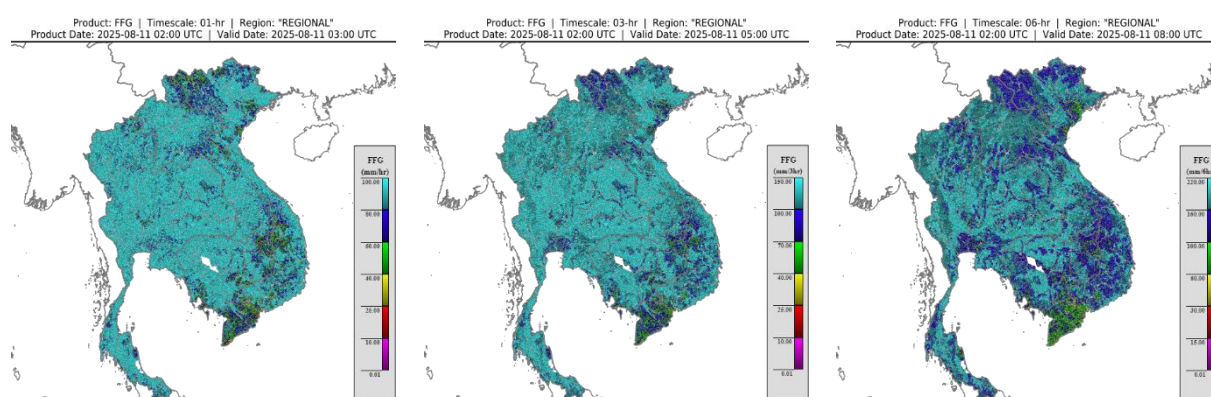 Product: FFG | Timescale: 01-hr | Region: "REGIONAL"
Product Date: 2025-08-11 02:00 UTC | Valid Date: 2025-08-11 03:00 UTC
FFG
(mm/hr)
100.00
80.00
60.00
40.00
20.00
10.00
0.01
Product: FFG | Timescale: 03-hr | Region: "REGIONAL"
Product Date: 2025-08-11 02:00 UTC | Valid Date: 2025-08-11 05:00 UTC
FFG
(mm/3hr)
100.00
70.00
40.00
20.00
10.00
0.01
Product: FFG | Timescale: 06-hr | Region: "REGIONAL"
Product Date: 2025-08-11 02:00 UTC | Valid Date: 2025-08-11 08:00 UTC
FFG
220.00
160.00
100.00
60.00
30.00
15.00
0.01